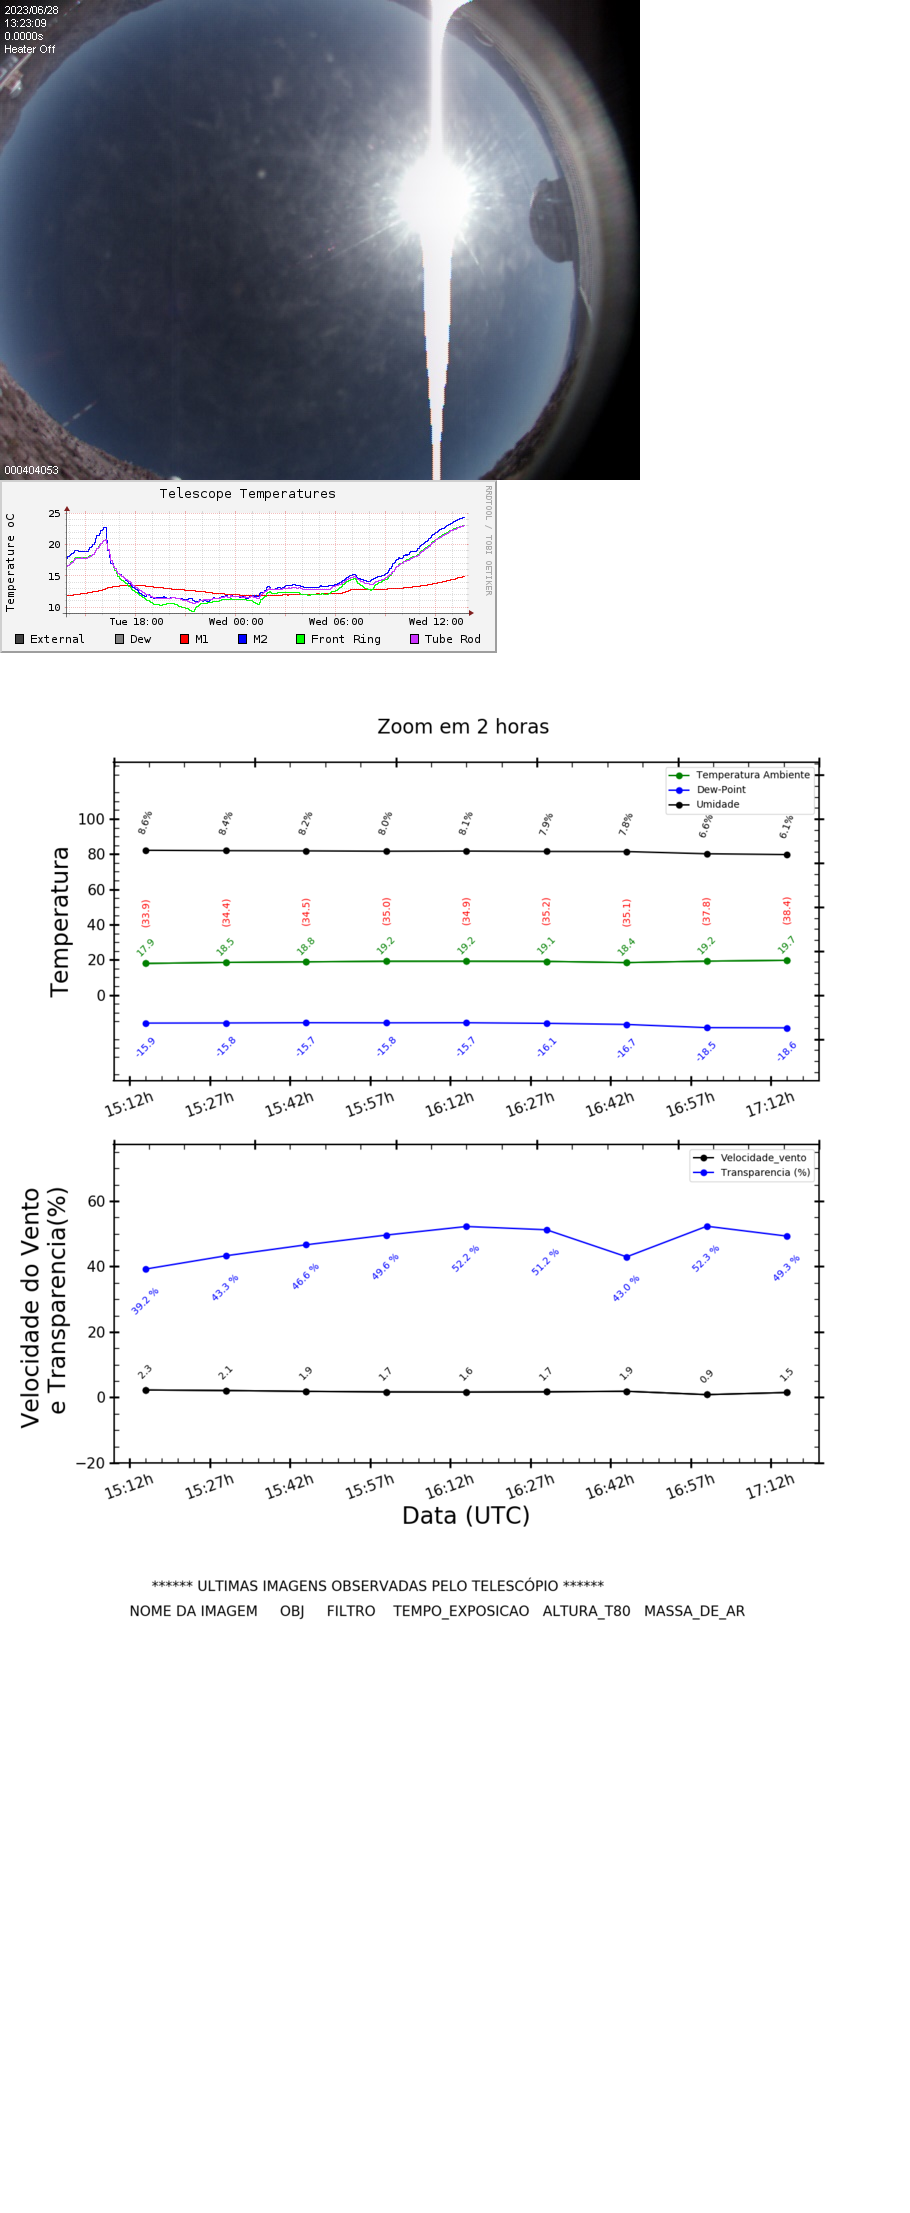 2023/06/28
13:23:09
0.0000s
Heater Off
000404053
Telescope Temperatures
RRDTOOL / TOBI OETIKER
Temperature oC
25
20
15
10
Tue 18:00 Wed 00:00 Wed 06:00 Wed 12:00
External Dew M1 M2 Front Ring Tube Rod
Zoom em 2 horas
Temperatura Ambiente
Dew-Point
Umidade
Temperatura
100
80
60
40
20
0
8.6% 8.4% 8.2% 8.0% 8.1% 7.9% 7.8% 6.6% 6.1%
(33.9) (34.4) (34.5) (35.0) (34.9) (35.2) (35.1) (37.8) (38.4)
17.9 18.5 18.8 19.2 19.2 19.1 18.4 19.2 19.7
-15.9 -15.8 -15.7 -15.8 -15.7 -16.1 -16.7 -18.5 -18.6
15:12h 15:27h 15:42h 15:57h 16:12h 16:27h 16:42h 16:57h 17:12h
Velocidade_vento
Transparencia (%)
Velocidade do Vento
e Transparencia(%)
60
40
20
0
−20
39.2 % 43.3 % 46.6 % 49.6 % 52.2 % 51.2 % 43.0 % 52.3 % 49.3 %
2.3 2.1 1.9 1.7 1.6 1.7 1.9 0.9 1.5
15:12h 15:27h 15:42h 15:57h 16:12h 16:27h 16:42h 16:57h 17:12h
Data (UTC)
****** ULTIMAS IMAGENS OBSERVADAS PELO TELESCÓPIO ******
NOME DA IMAGEM OBJ FILTRO TEMPO_EXPOSICAO ALTURA_T80 MASSA_DE_AR